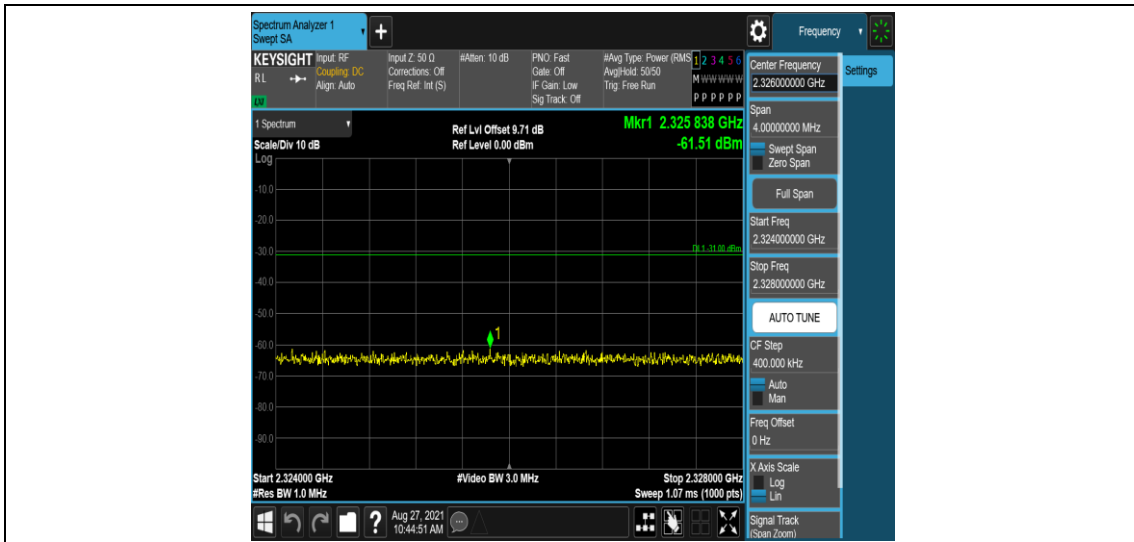 Spectrum Analyzer 1
Swept SA
+
Frequency
KEYSIGHT
RL
LXI
Input: RF
Coupling: DC
Align: Auto
Input Z: 50 Ω
Corrections: Off
Freq Ref: Int (S)
#Atten: 10 dB
PNO: Fast
Gate: Off
IF Gain: Low
Sig Track: Off
#Avg Type: Power (RMS
Avg|Hold: 50/50
Trig: Free Run
1 2 3 4 5 6
M W W W W W
P P P P P P
1 Spectrum
Scale/Div 10 dB
Log
Ref Lvl Offset 9.71 dB
Ref Level 0.00 dBm
Mkr1 2.325 838 GHz
-61.51 dBm
-10.0
-20.0
-30.0
DL1 -31.00 dBm
-40.0
-50.0
1
-60.0
-70.0
-80.0
-90.0
Start 2.324000 GHz
#Res BW 1.0 MHz
#Video BW 3.0 MHz
Stop 2.328000 GHz
Sweep 1.07 ms (1000 pts)
?
Aug 27, 2021
10:44:51 AM
Center Frequency
2.326000000 GHz
Settings
Span
4.00000000 MHz
Swept Span
Zero Span
Full Span
Start Freq
2.324000000 GHz
Stop Freq
2.328000000 GHz
AUTO TUNE
CF Step
400.000 kHz
Auto
Man
Freq Offset
0 Hz
X Axis Scale
Log
Lin
Signal Track
(Span Zoom)